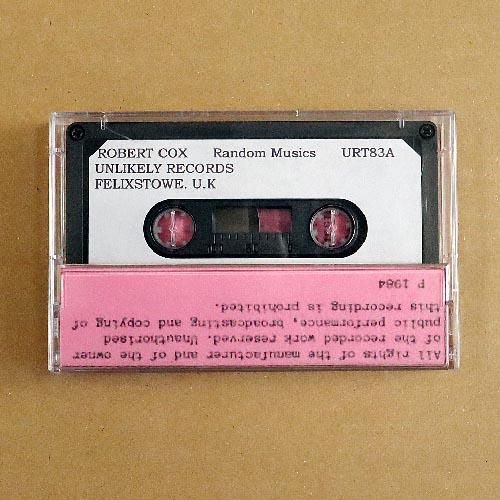 ROBERT COX Random Musics URT83A
UNLIKELY RECORDS
FELIXSTOWE. U.K
All rights of the manufacturer and of the owner
of the recorded work reserved. Unauthorised
public performance, broadcasting and copying of
this recording is prohibited.
P 1984